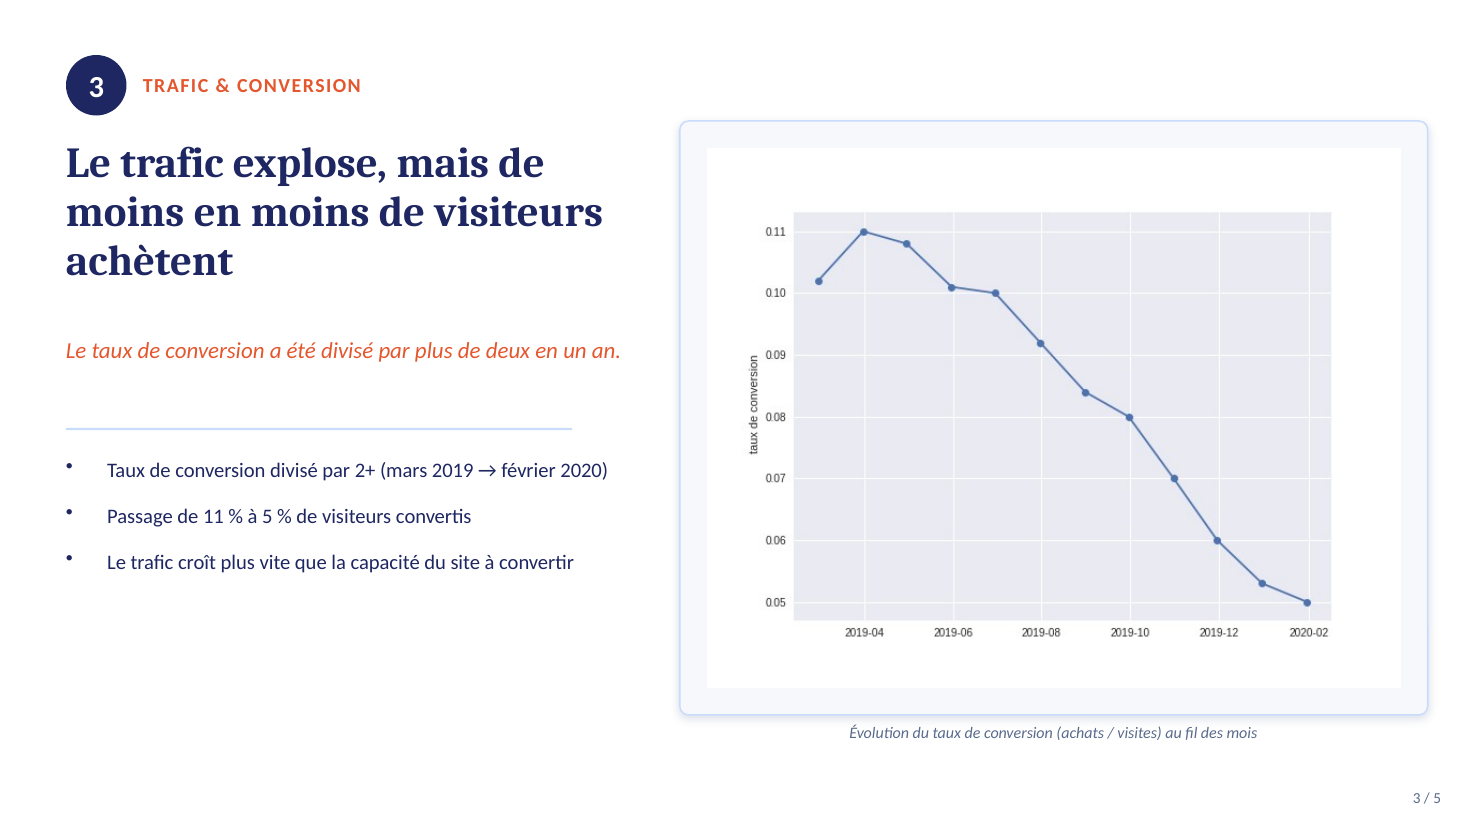 3
TRAFIC & CONVERSION
Le trafic explose, mais de
moins en moins de visiteurs
achètent
Le taux de conversion a été divisé par plus de deux en un an.
• Taux de conversion divisé par 2+ (mars 2019 → février 2020)
• Passage de 11 % à 5 % de visiteurs convertis
• Le trafic croît plus vite que la capacité du site à convertir
taux de conversion
0.11
0.10
0.09
0.08
0.07
0.06
0.05
2019-04 2019-06 2019-08 2019-10 2019-12 2020-02
Évolution du taux de conversion (achats / visites) au fil des mois
3 / 5